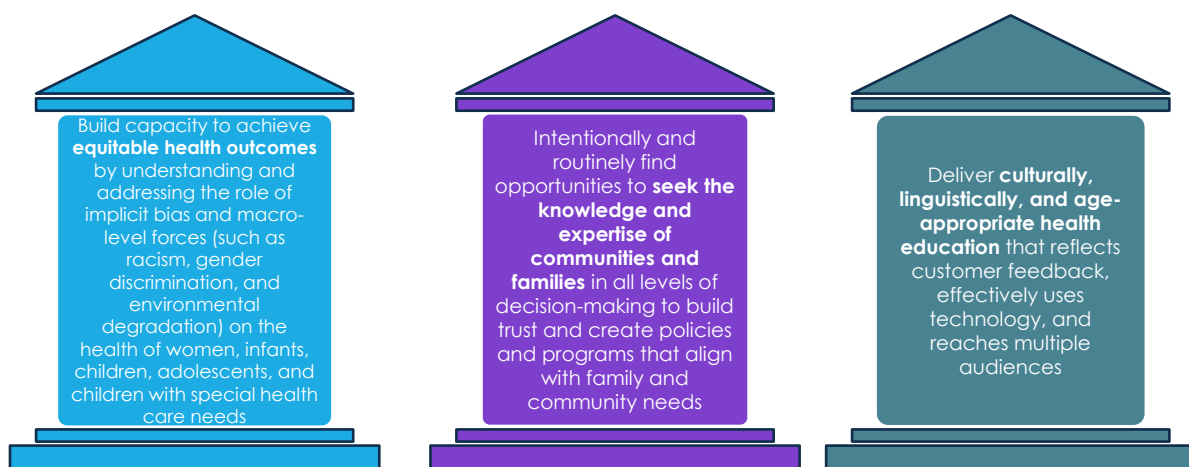 Build capacity to achieve
equitable health outcomes
by understanding and
addressing the role of
implicit bias and macro-
level forces (such as
racism, gender
discrimination, and
environmental
degradation) on the
health of women, infants,
children, adolescents, and
children with special health
care needs
Intentionally and
routinely find
opportunities to seek the
knowledge and
expertise of
communities and
families in all levels of
decision-making to build
trust and create policies
and programs that align
with family and
community needs
Deliver culturally,
linguistically, and age-
appropriate health
education that reflects
customer feedback,
effectively uses
technology, and
reaches multiple
audiences